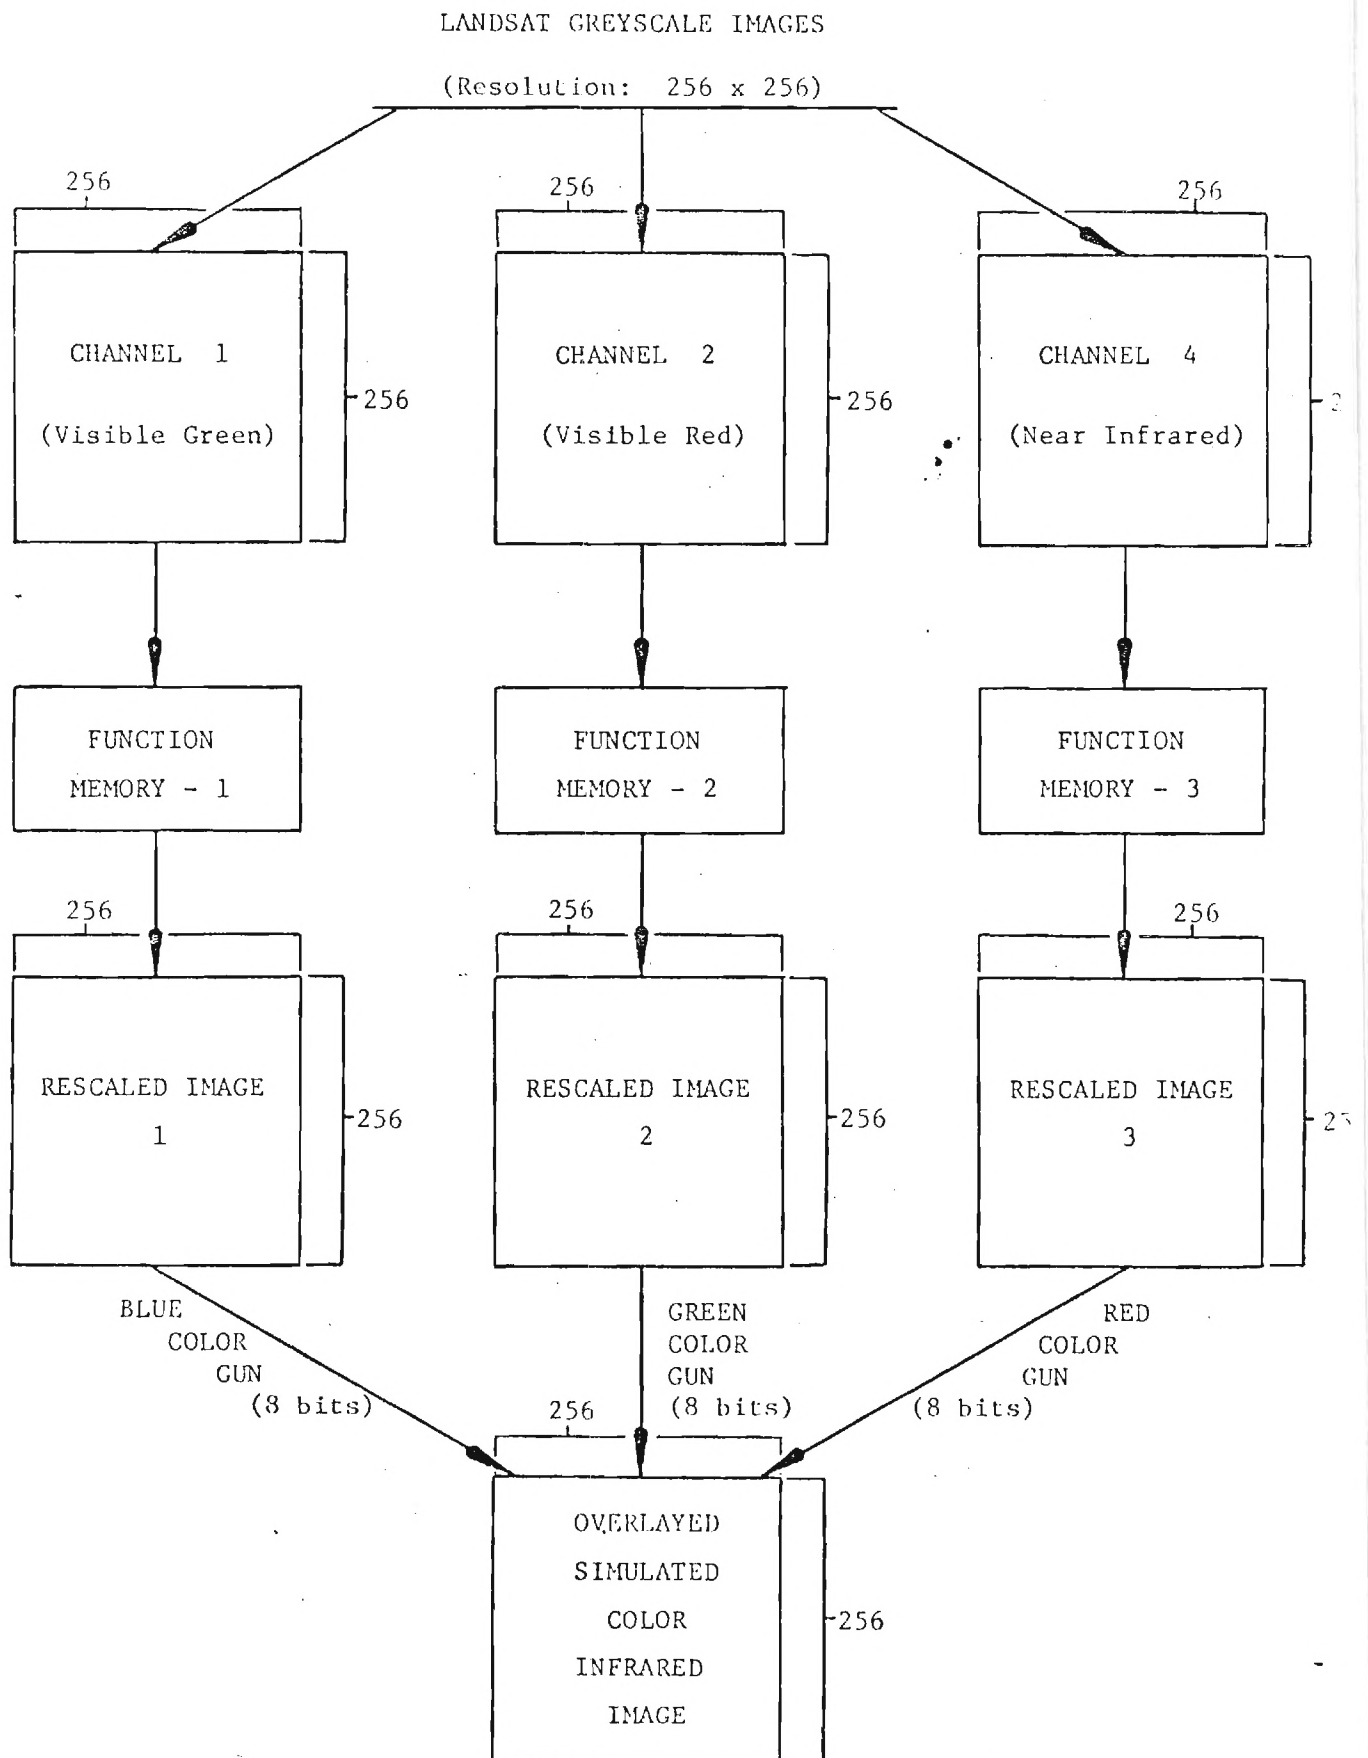 LANDSAT GREYSCALE IMAGES
(Resolution: 256 x 256)
256
256
256
CHANNEL 1
(Visible Green)
256
CHANNEL 2
(Visible Red)
256
CHANNEL 4
(Near Infrared)
FUNCTION
MEMORY - 1
FUNCTION
MEMORY - 2
FUNCTION
MEMORY - 3
256
256
256
RESCALED IMAGE
1
256
RESCALED IMAGE
2
256
RESCALED IMAGE
3
BLUE
COLOR
GUN
(8 bits)
GREEN
COLOR
GUN
(8 bits)
RED
COLOR
GUN
(8 bits)
256
OVERLAYED
SIMULATED
COLOR
INFRARED
IMAGE
256